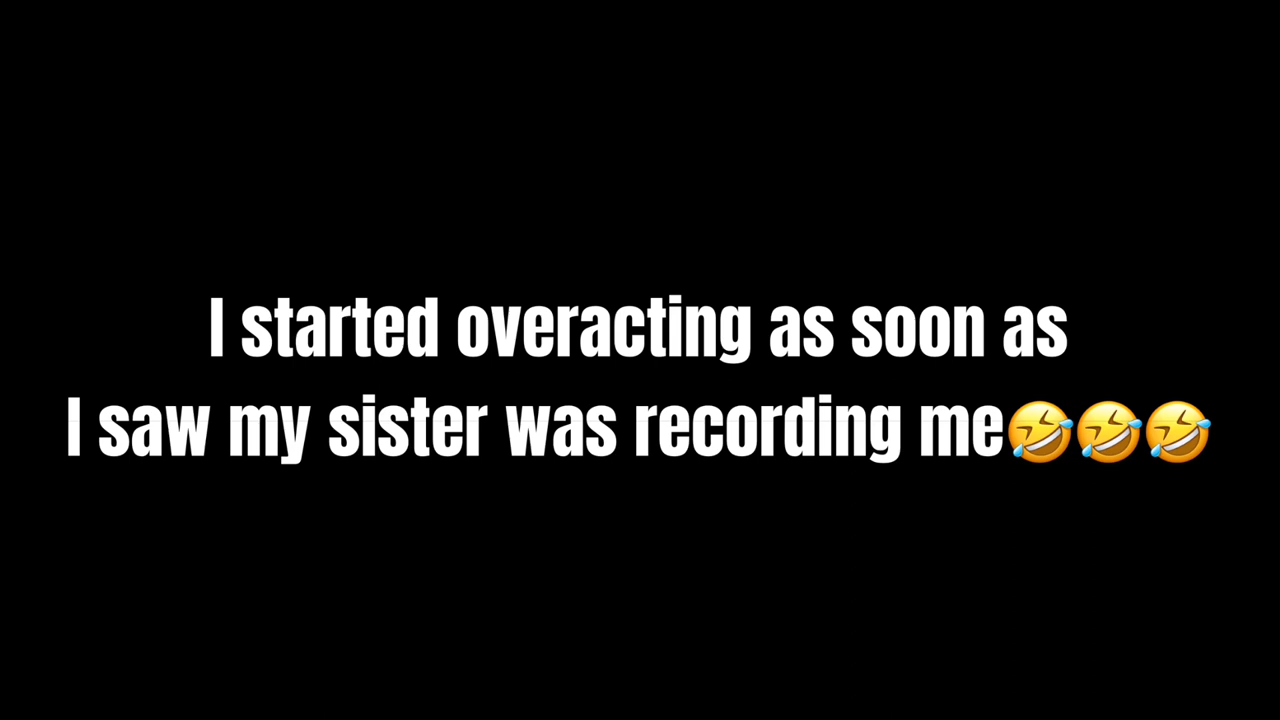 I started overacting as soon as
I saw my sister was recording me🤣🤣🤣